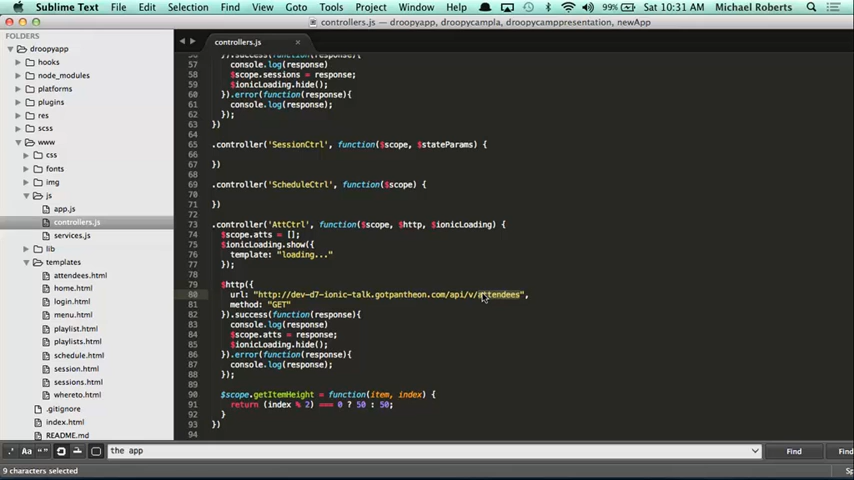 Sublime Text File Edit Selection Find View Goto Tools Project Window Help 99% Sat 10:31 AM Michael Roberts
controllers.js — droopyapp, droopycampla, droopycamppresentation, newApp
FOLDERS
droopyapp
hooks
node_modules
platforms
plugins
res
scss
www
css
fonts
img
js
app.js
controllers.js
services.js
lib
templates
attendees.html
home.html
login.html
menu.html
playlist.html
playlists.html
schedule.html
session.html
sessions.html
whereto.html
.gitignore
index.html
README.md
controllers.js
56 }).success(function(response){
57 console.log(response);
58 $scope.sessions = response;
59 $ionicLoading.hide();
60 }).error(function(response){
61 console.log(response);
62 });
63 })
64
65 .controller('SessionCtrl', function($scope, $stateParams) {
66
67 })
68
69 .controller('ScheduleCtrl', function($scope) {
70
71 })
72
73 .controller('AttCtrl', function($scope, $http, $ionicLoading) {
74 $scope.atts = [];
75 $ionicLoading.show({
76 template: "loading..."
77 });
78
79 $http({
80 url: "http://dev-d7-ionic-talk.gotpantheon.com/api/v/attendees",
81 method: "GET"
82 }).success(function(response){
83 console.log(response);
84 $scope.atts = response;
85 $ionicLoading.hide();
86 }).error(function(response){
87 console.log(response);
88 });
89
90 $scope.getItemHeight = function(item, index) {
91 return (index % 2) === 0 ? 50 : 50;
92 }
93 })
94
.* Aa “” the app Find Find
9 characters selected